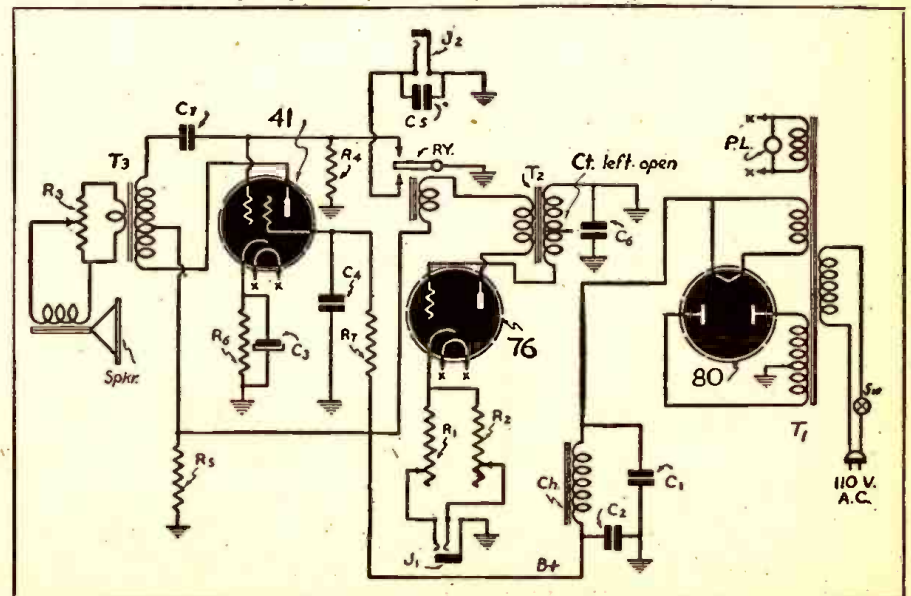 J2
C7
41
C5
P.L.
x
x
T3
R4
RY.
T2
Ct. left open
R3
C6
C4
x x
R6
C3
R7
76
x x
80
Sw
Spkr.
T1
R1
R2
R5
Ch.
C1
110 V.
A.C.
C2
J1
B+